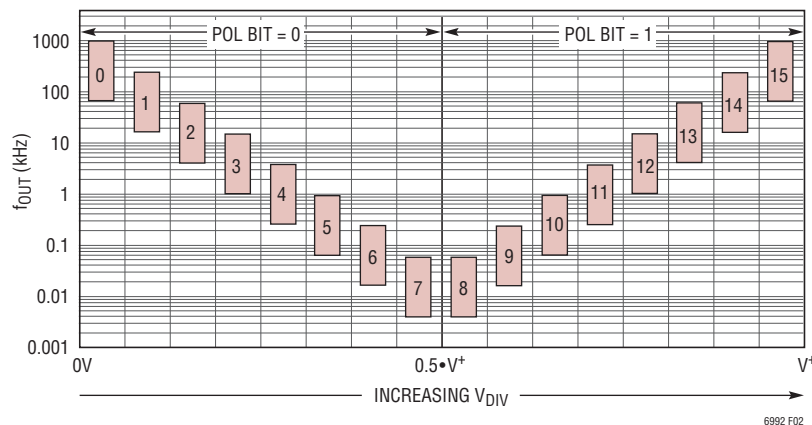 POL BIT = 0
POL BIT = 1
1000
100
10
1
0.1
0.01
0.001
fOUT (kHz)
0
1
2
3
4
5
6
7
8
9
10
11
12
13
14
15
0V
0.5•V+
V+
INCREASING VDIV
6992 F02